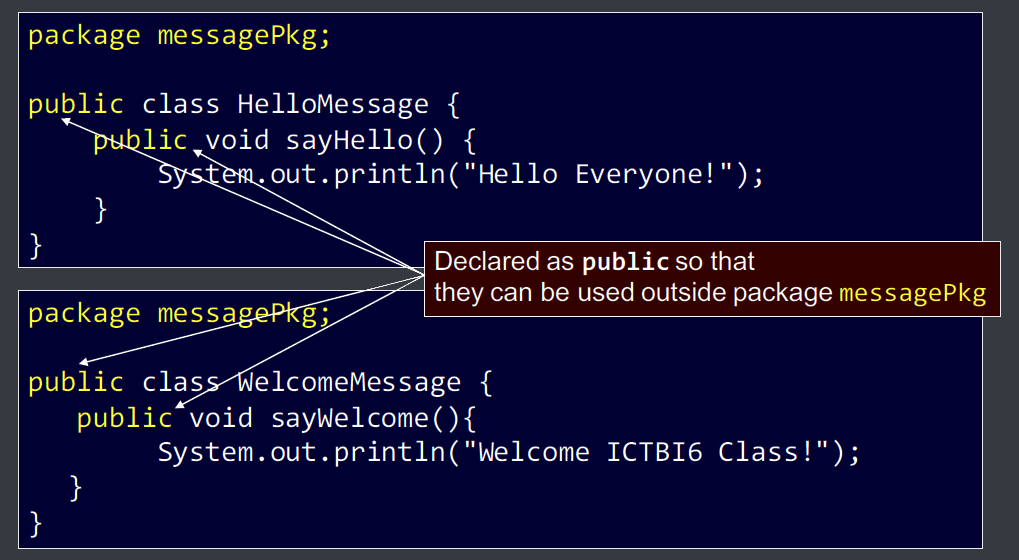 package messagePkg;
public class HelloMessage {
public void sayHello() {
System.out.println("Hello Everyone!");
}
}
Declared as public so that
they can be used outside package messagePkg
package messagePkg;
public class WelcomeMessage {
public void sayWelcome(){
System.out.println("Welcome ICTBI6 Class!");
}
}